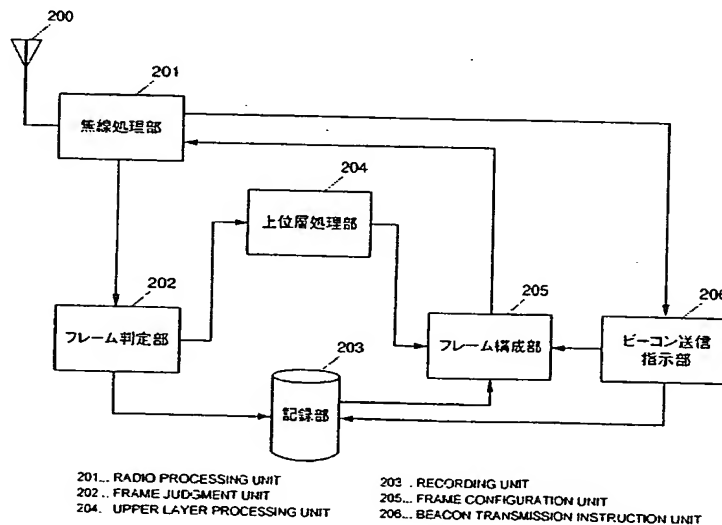 200
201
無線処理部
204
上位層処理部
202
205
206
フレーム判定部
203
フレーム構成部
ビーコン送信
指示部
記録部
201... RADIO PROCESSING UNIT
202... FRAME JUDGMENT UNIT
204. UPPER LAYER PROCESSING UNIT
203 . RECORDING UNIT
205... FRAME CONFIGURATION UNIT
206... BEACON TRANSMISSION INSTRUCTION UNIT